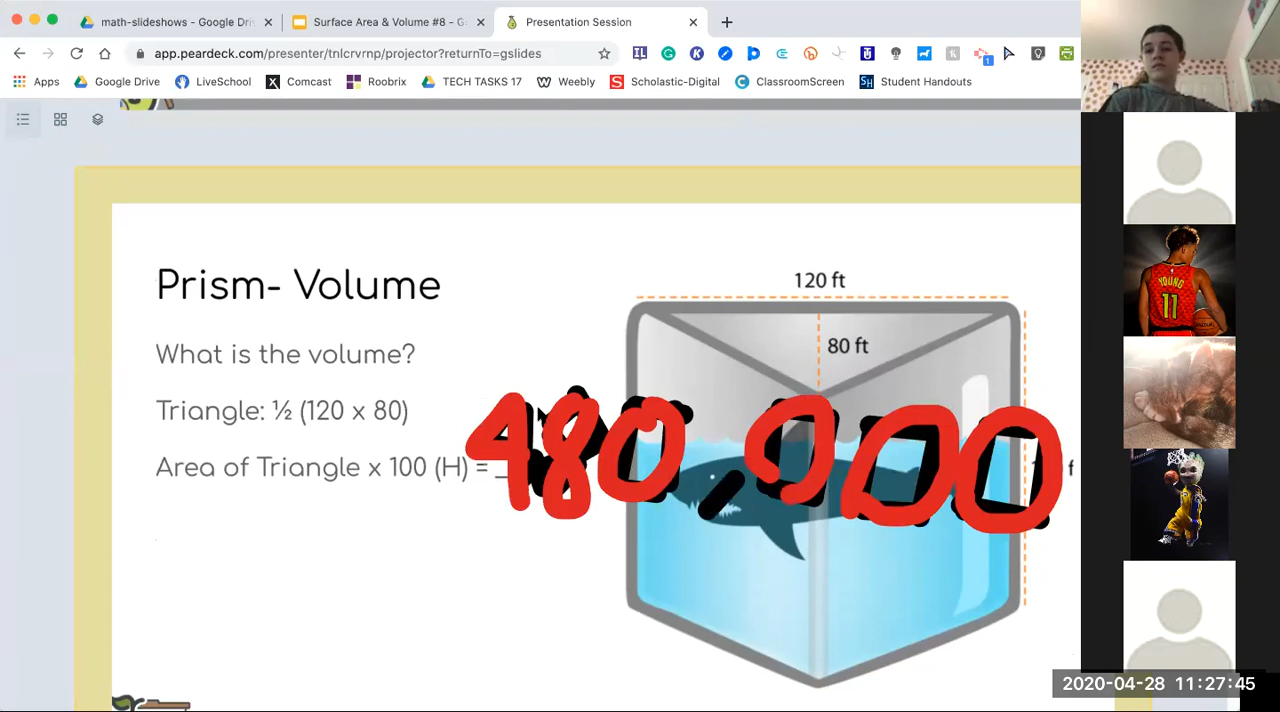 math-slideshows - Google Dri
Surface Area & Volume #8 - G
Presentation Session
app.peardeck.com/presenter/tnlcrvrnp/projector?returnTo=gslides
Apps
Google Drive
LiveSchool
Comcast
Roobrix
TECH TASKS 17
Weebly
Scholastic-Digital
ClassroomScreen
Student Handouts
Prism- Volume
What is the volume?
Triangle: ½ (120 x 80)
Area of Triangle x 100 (H) = _
120 ft
80 ft
480,000
f
YOUNG
11
2020-04-28 11:27:45